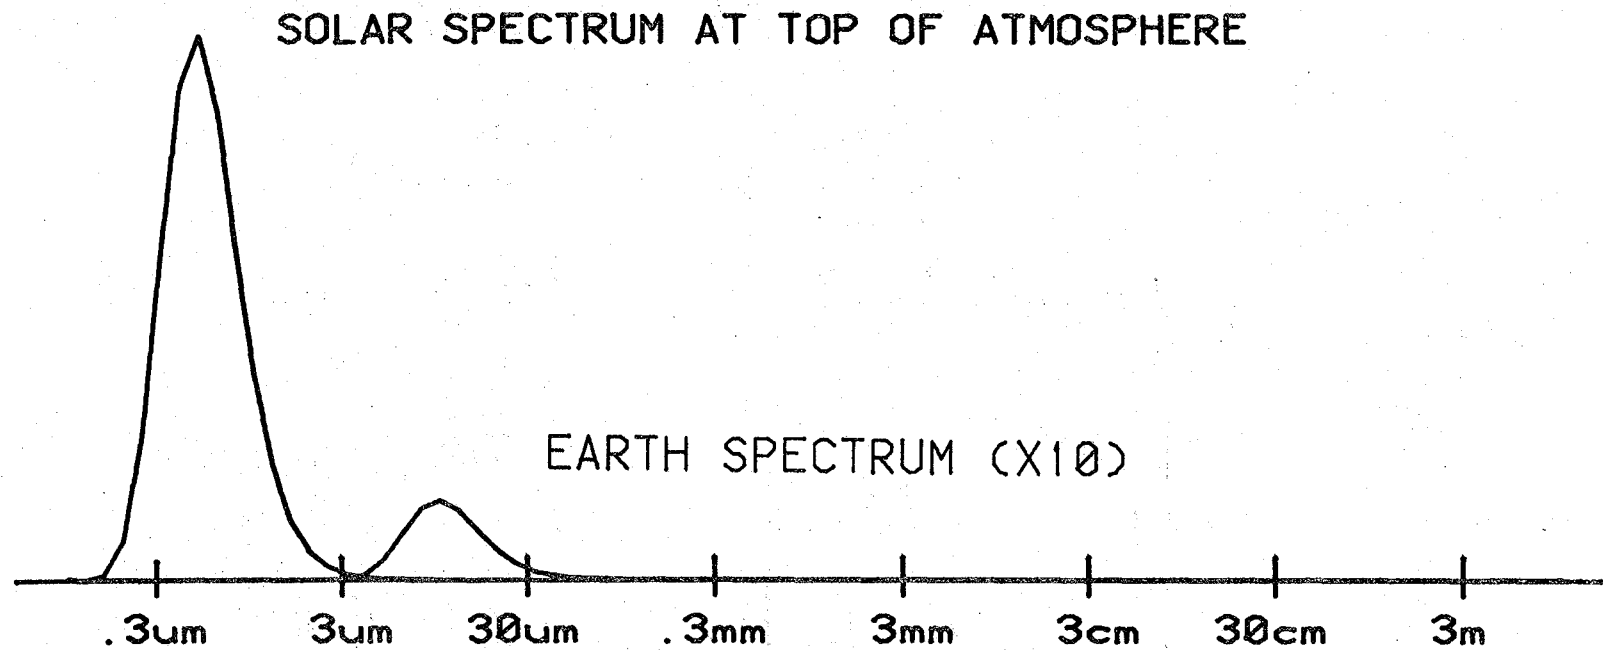 SOLAR SPECTRUM AT TOP OF ATMOSPHERE
EARTH SPECTRUM (X10)
.3um 3um 30um .3mm 3mm 3cm 30cm 3m